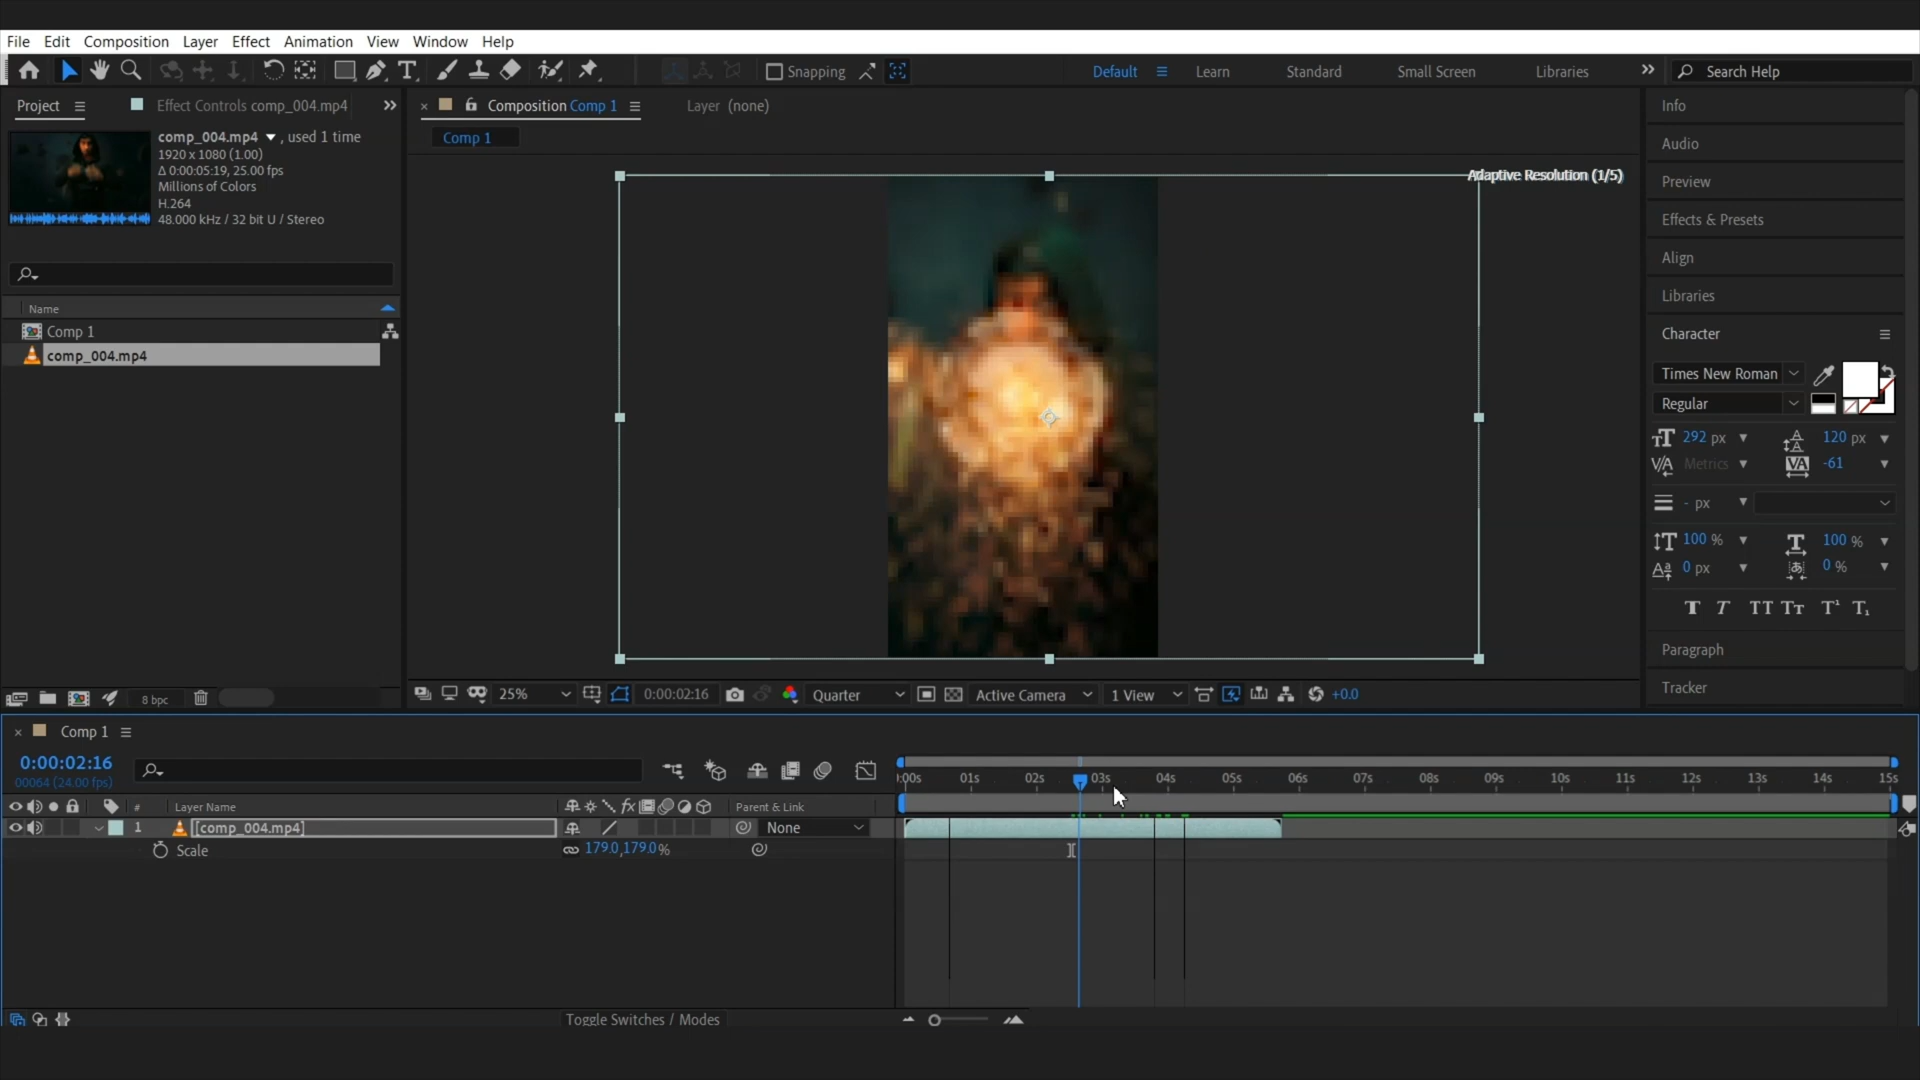 File Edit Composition Layer Effect Animation View Window Help
Snapping Default Learn Standard Small Screen Libraries Search Help
Project Effect Controls comp_004.mp4
comp_004.mp4 , used 1 time
1920 x 1080 (1.00)
Δ 0:00:05:19, 25.00 fps
Millions of Colors
H.264
48.000 kHz / 32 bit U / Stereo
Name
Comp 1
comp_004.mp4
8 bpc
Composition Comp 1 Layer (none)
Comp 1
Adaptive Resolution (1/5)
25% 0:00:02:16 Quarter Active Camera 1 View +0.0
Info
Audio
Preview
Effects & Presets
Align
Libraries
Character
Times New Roman
Regular
292 px 120 px
Metrics -61
- px
100 % 100 %
0 px 0 %
T T TT Tт T¹ T₁
Paragraph
Tracker
Comp 1
0:00:02:16
00064 (24.00 fps)
:00s 01s 02s 03s 04s 05s 06s 07s 08s 09s 10s 11s 12s 13s 14s 15s
# Layer Name fx Parent & Link
1 [comp_004.mp4] None
Scale 179.0,179.0%
Toggle Switches / Modes